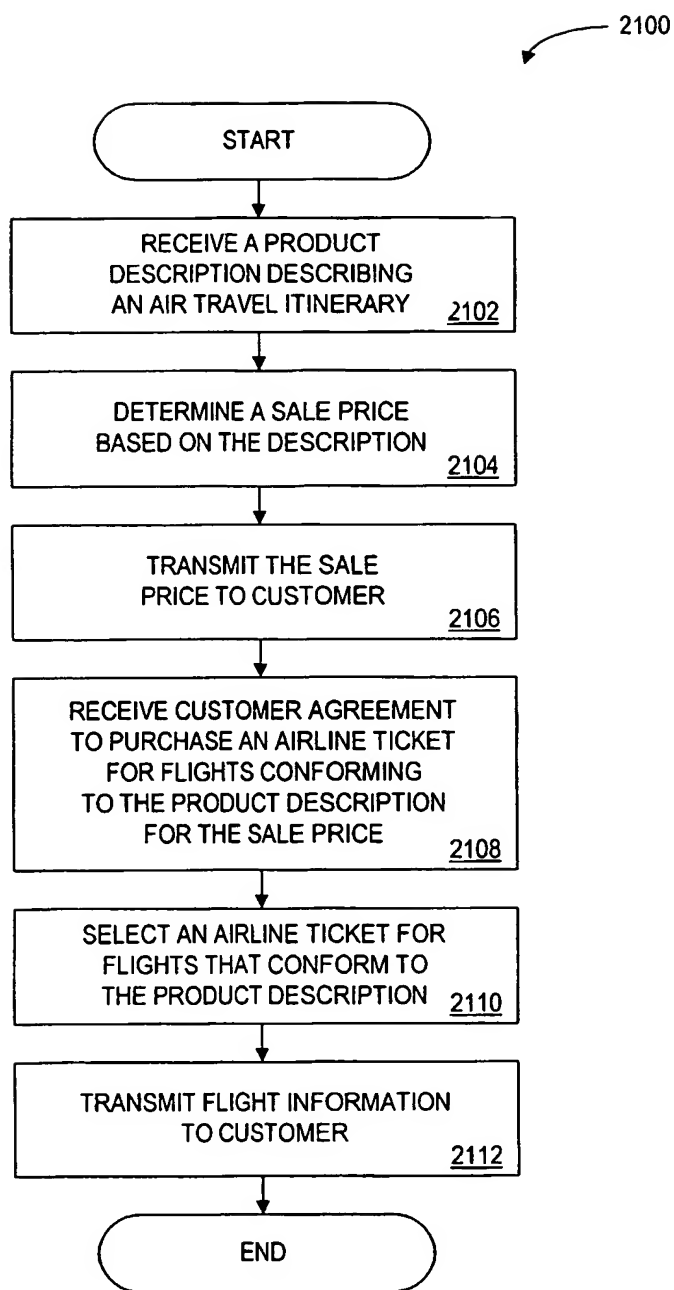 2100
START
RECEIVE A PRODUCT
DESCRIPTION DESCRIBING
AN AIR TRAVEL ITINERARY
2102
DETERMINE A SALE PRICE
BASED ON THE DESCRIPTION
2104
TRANSMIT THE SALE
PRICE TO CUSTOMER
2106
RECEIVE CUSTOMER AGREEMENT
TO PURCHASE AN AIRLINE TICKET
FOR FLIGHTS CONFORMING
TO THE PRODUCT DESCRIPTION
FOR THE SALE PRICE
2108
SELECT AN AIRLINE TICKET FOR
FLIGHTS THAT CONFORM TO
THE PRODUCT DESCRIPTION
2110
TRANSMIT FLIGHT INFORMATION
TO CUSTOMER
2112
END